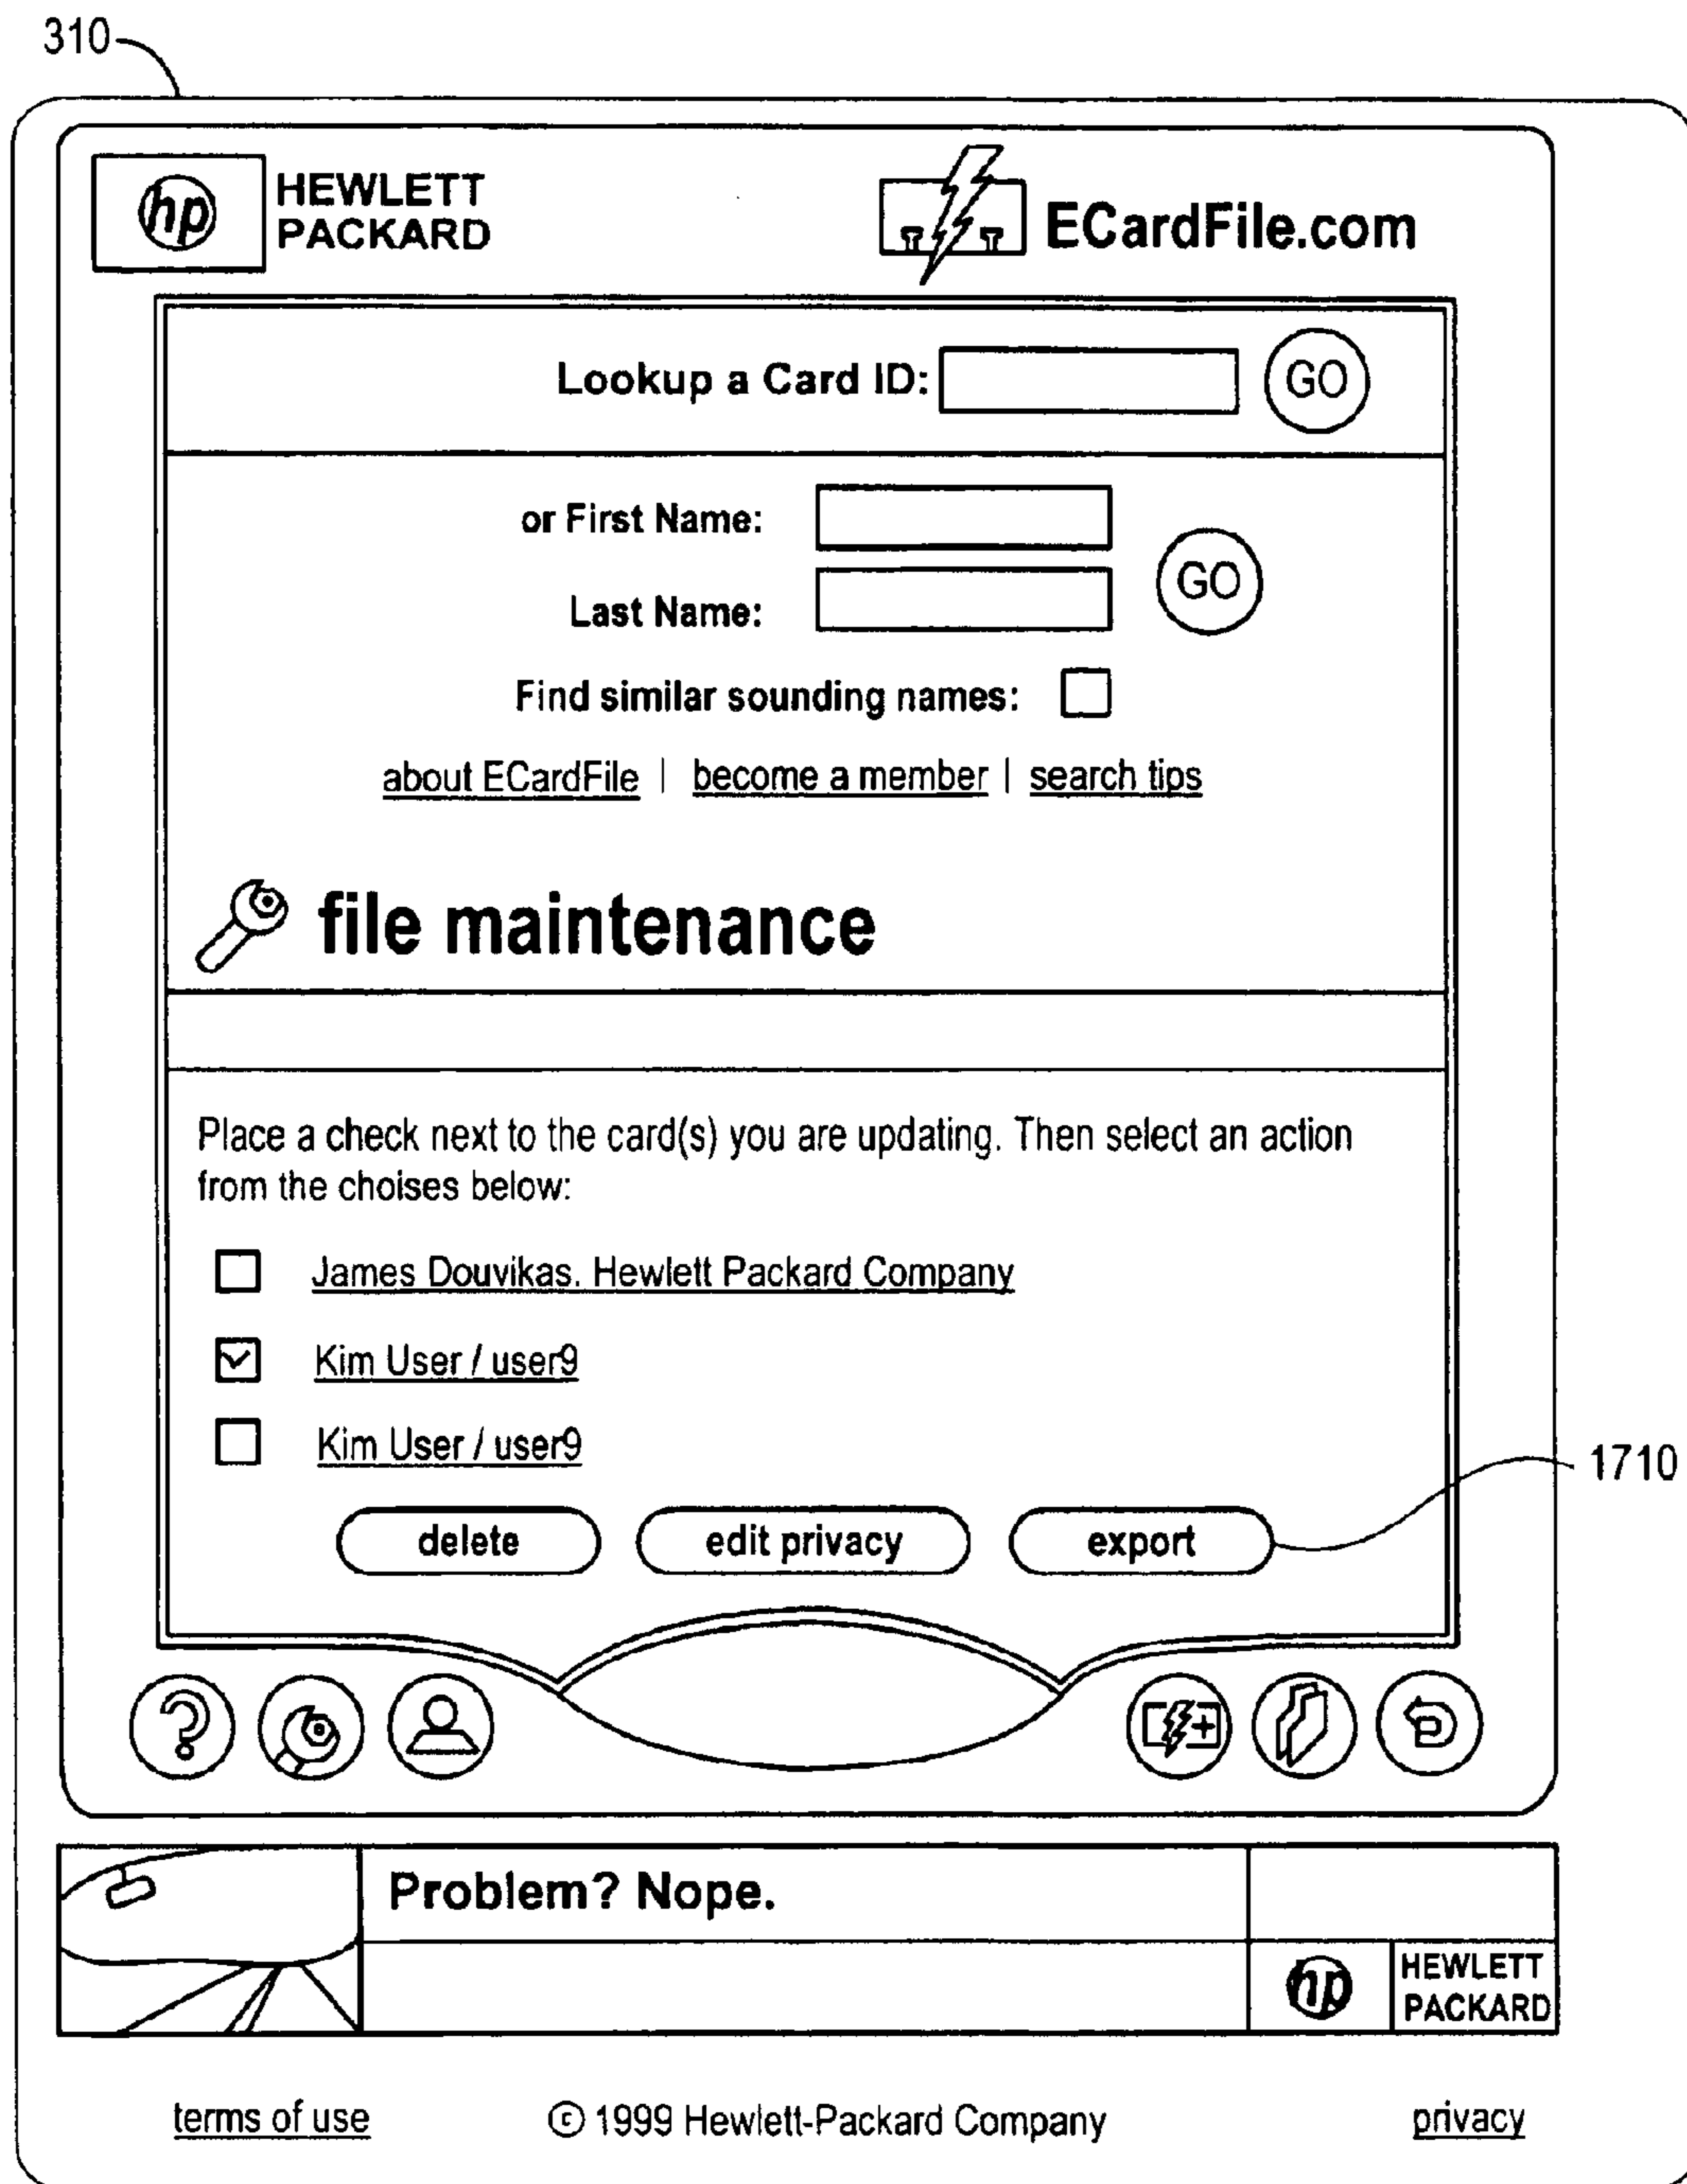 310
hp HEWLETT
PACKARD
ECardFile.com
Lookup a Card ID: GO
or First Name:
GO
Last Name:
Find similar sounding names:
about ECardFile | become a member | search tips
file maintenance
Place a check next to the card(s) you are updating. Then select an action
from the choises below:
James Douvikas. Hewlett Packard Company
Kim User / user9
Kim User / user9
1710
delete edit privacy export
Problem? Nope.
hp HEWLETT
PACKARD
terms of use © 1999 Hewlett-Packard Company privacy